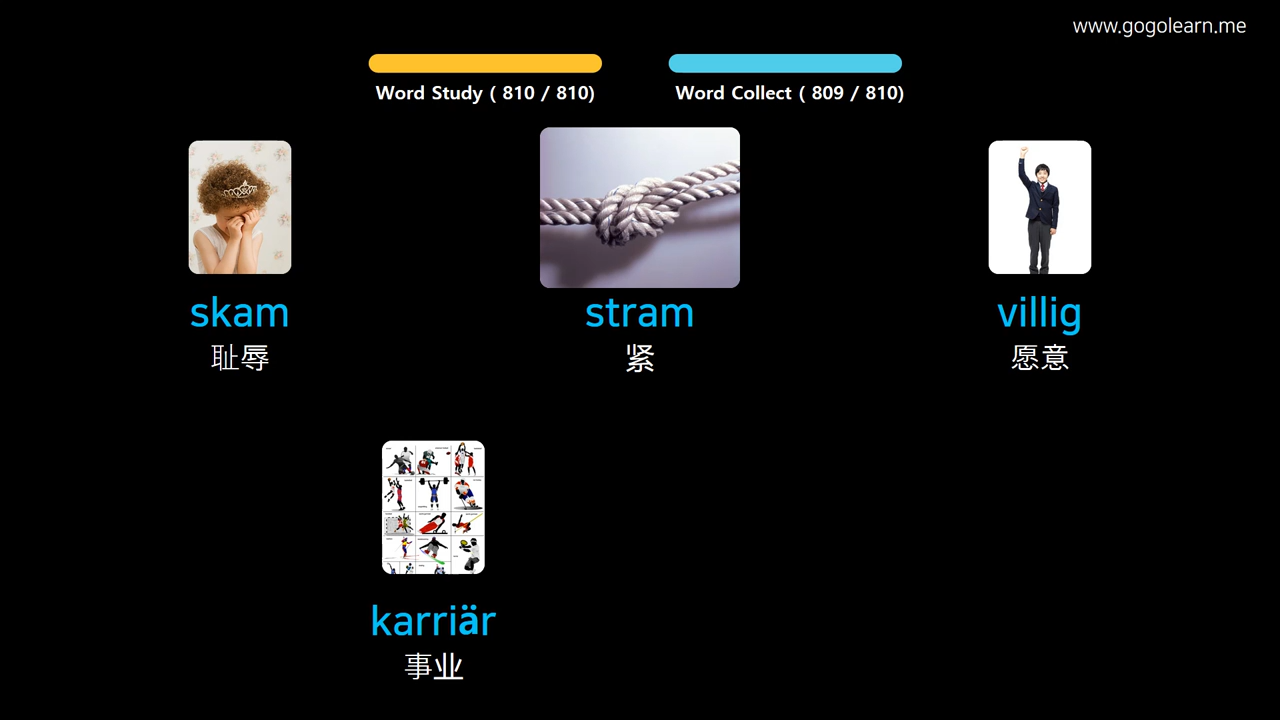 www.gogolearn.me
Word Study ( 810 / 810)
Word Collect ( 809 / 810)
skam
耻辱
stram
紧
villig
愿意
karriär
事业